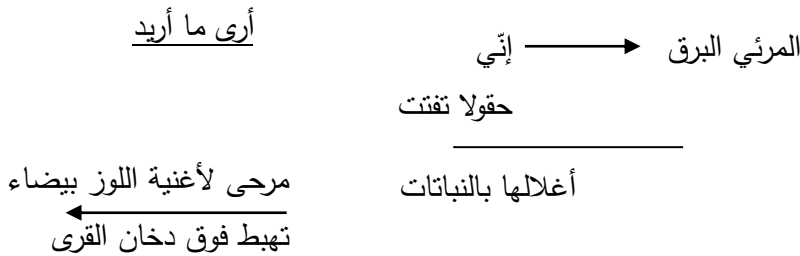 أرى ما أريد
المرئي البرق
إنّي
حقولا تفتت
أغلالها بالنباتات
مرحى لأغنية اللوز بيضاء
تهبط فوق دخان القرى